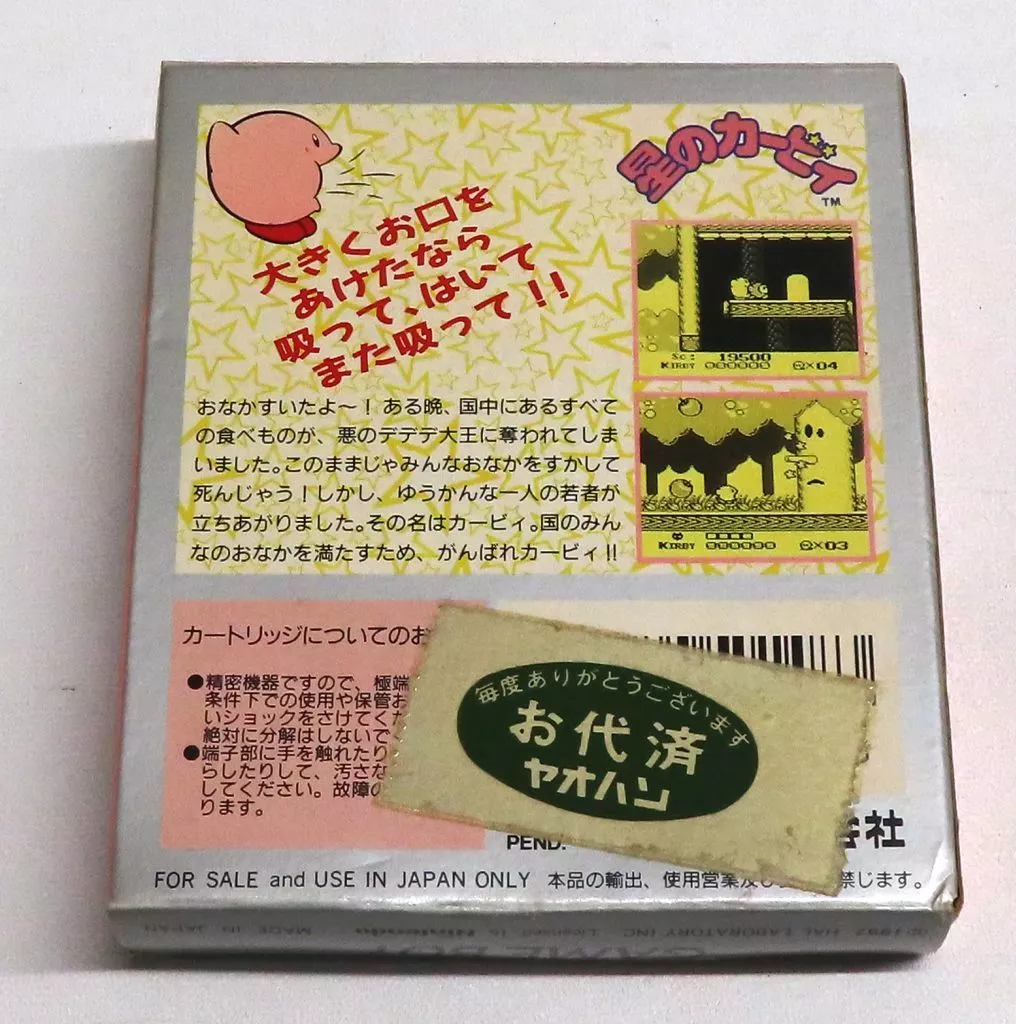 星のカービィ
TM
大きくお口を
あけたなら
吸って、はいて
また吸って!!
Sc: 19500
KIRBY ×04
KIRBY ×03
おなかすいたよ〜!ある晩、国中にあるすべて
の食べものが、悪のデデデ大王に奪われてしま
いました。このままじゃみんなおなかをすかして
死んじゃう!しかし、ゆうかんな一人の若者が
立ちあがりました。その名はカービィ。国のみん
なのおなかを満たすため、がんばれカービィ!!
カートリッジについてのお
●精密機器ですので、極端
条件下での使用や保管お
いショックをさけてくだ
絶対に分解はしないで
●端子部に手を触れたり
らしたりして、汚さな
してください。故障の
ります。
毎度ありがとうございます
お代済
ヤオハン
PEND.
会社
FOR SALE and USE IN JAPAN ONLY 本品の輸出、使用営業及び 禁じます。
©1992 HAL LABORATORY INC. Licensed to Nintendo MADE IN JAPAN
GAME BOY